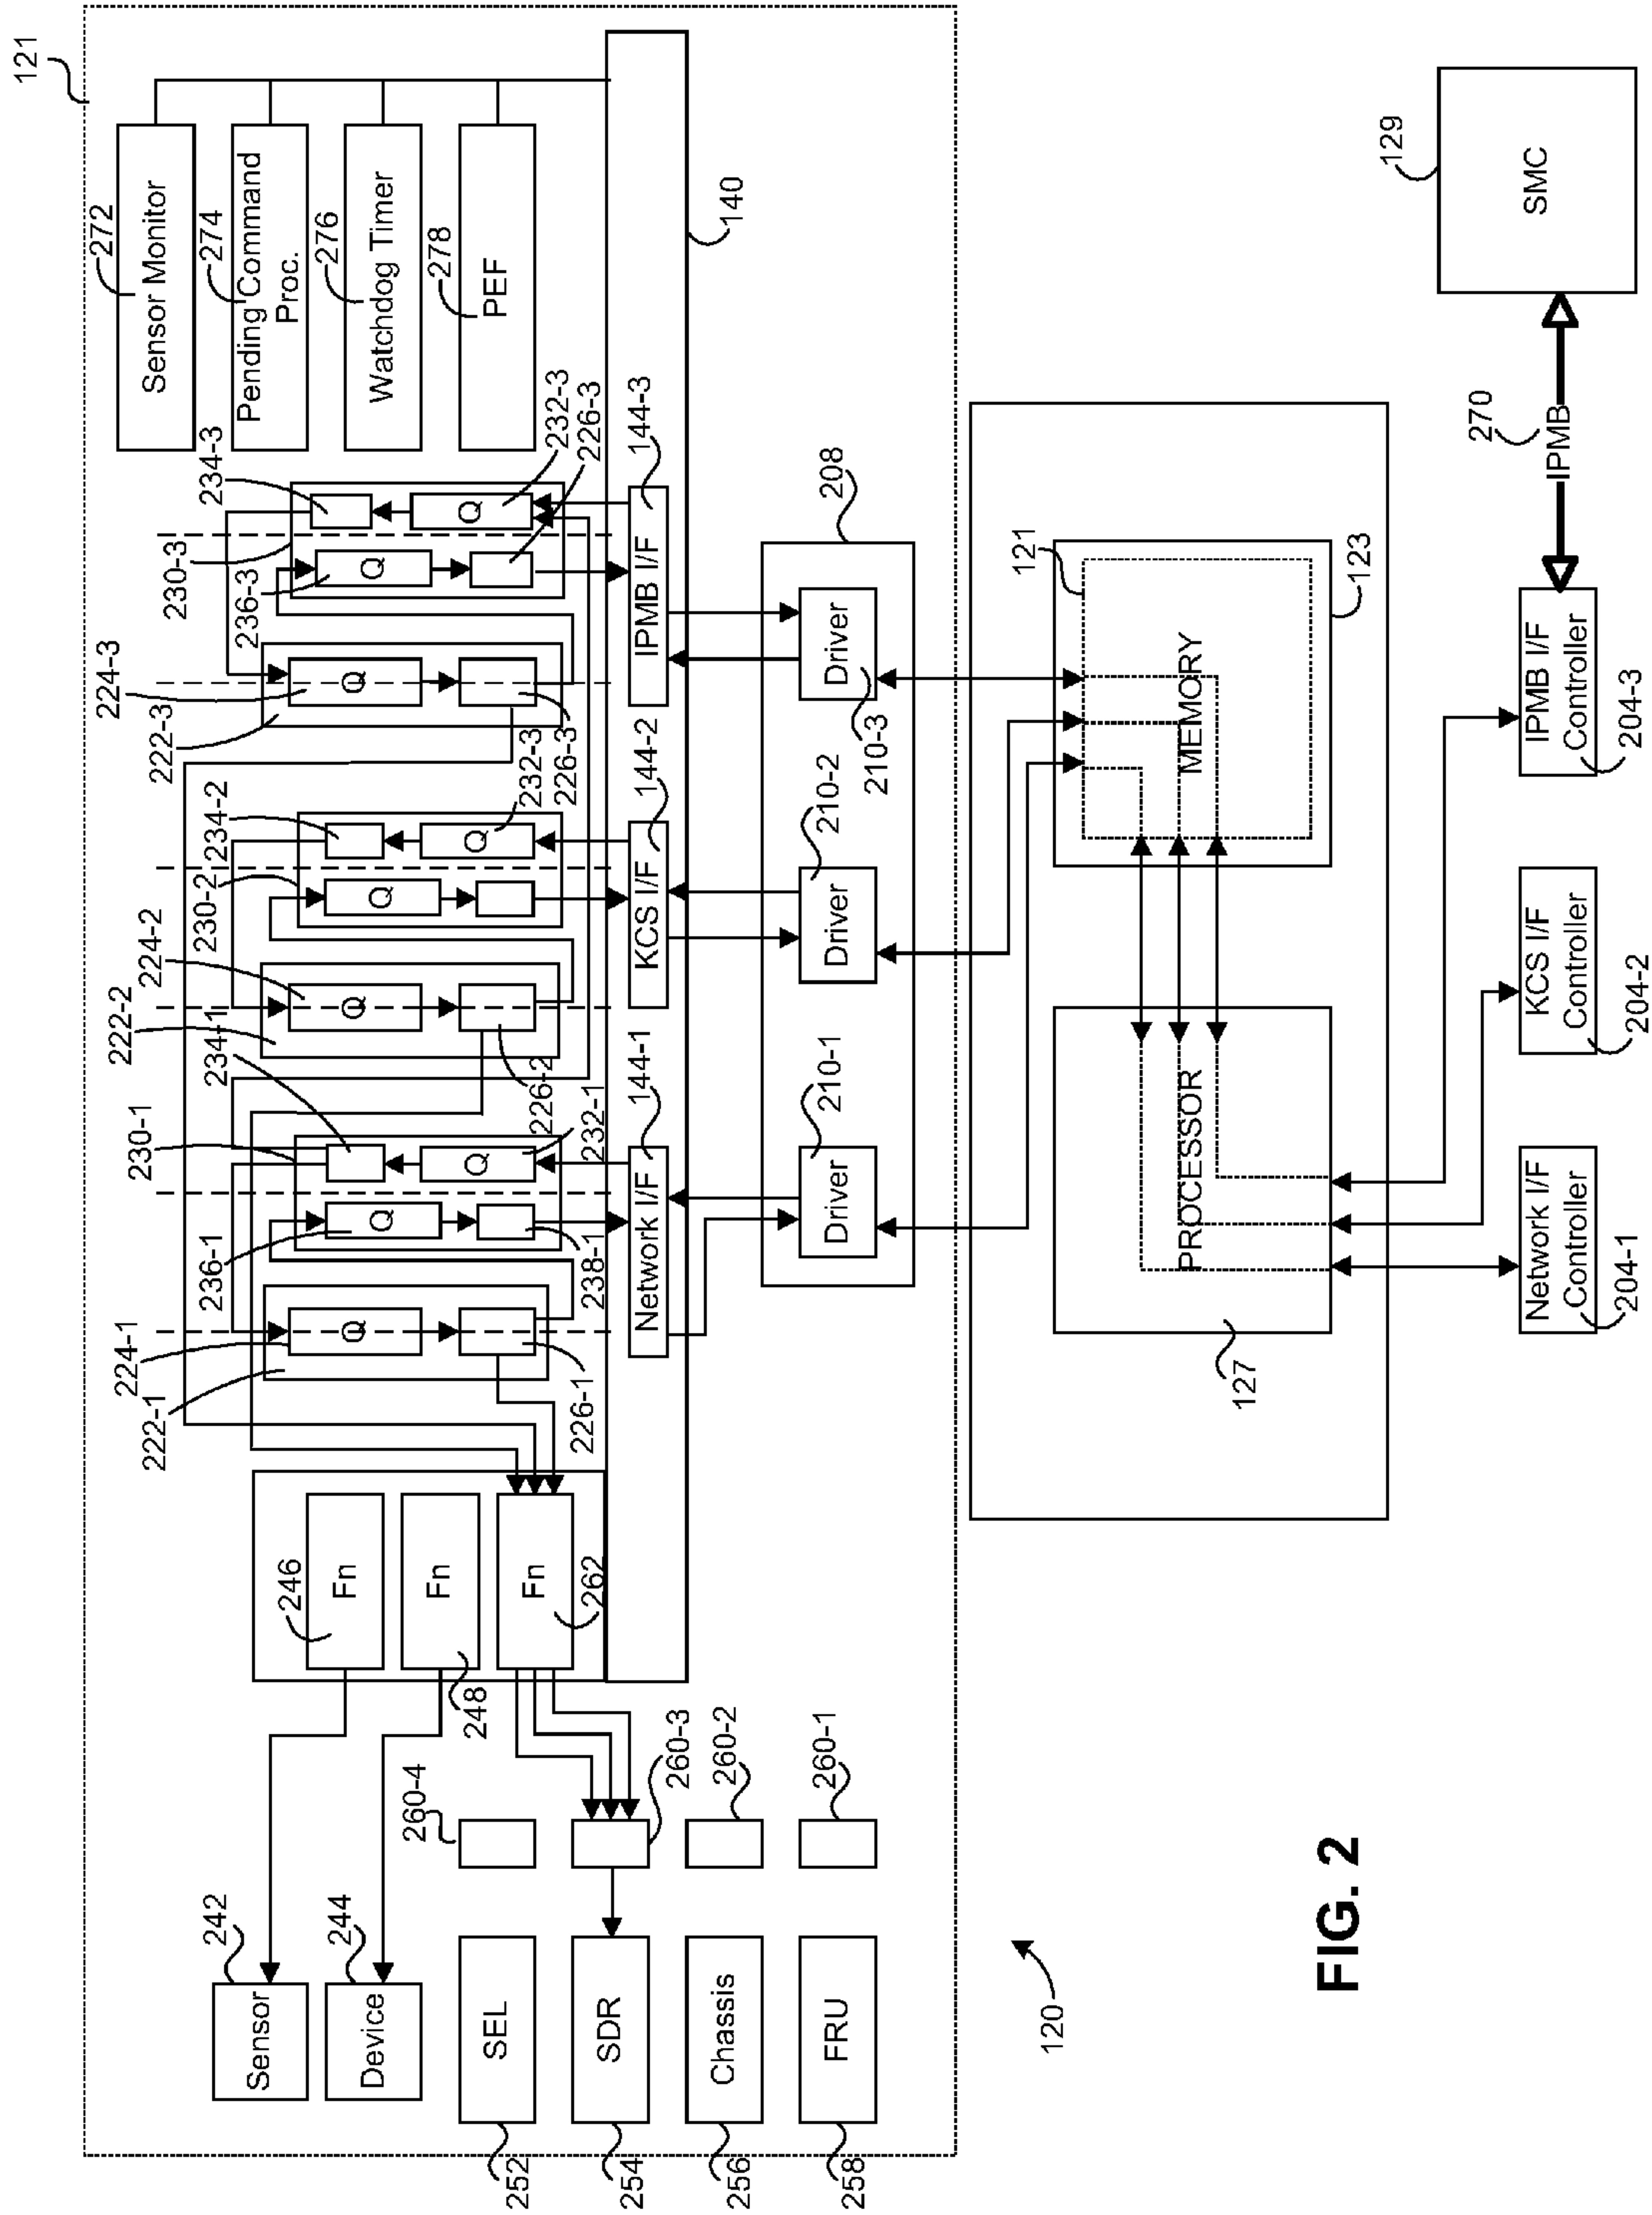 121
272
Sensor Monitor
274
Pending Command
Proc.
276
Watchdog Timer
278
PEF
140
234-3
230-3
236-3
Q
Q
232-3
226-3
144-3
224-3
222-3
Q
226-3
IPMB I/F
234-2
230-2
Q
Q
232-3
144-2
224-2
222-2
Q
226-2
KCS I/F
234-1
230-1
236-1
Q
Q
232-1
238-1
144-1
224-1
222-1
Q
226-1
Network I/F
208
Driver
210-3
Driver
210-2
Driver
210-1
246
Fn
248
Fn
262
Fn
242
Sensor
244
Device
260-4
260-3
260-2
260-1
SEL
252
SDR
254
Chassis
256
FRU
258
121
MEMORY
123
PROCESSOR
127
129
SMC
270
IPMB
IPMB I/F
Controller
204-3
KCS I/F
Controller
204-2
Network I/F
Controller
204-1
120
FIG. 2